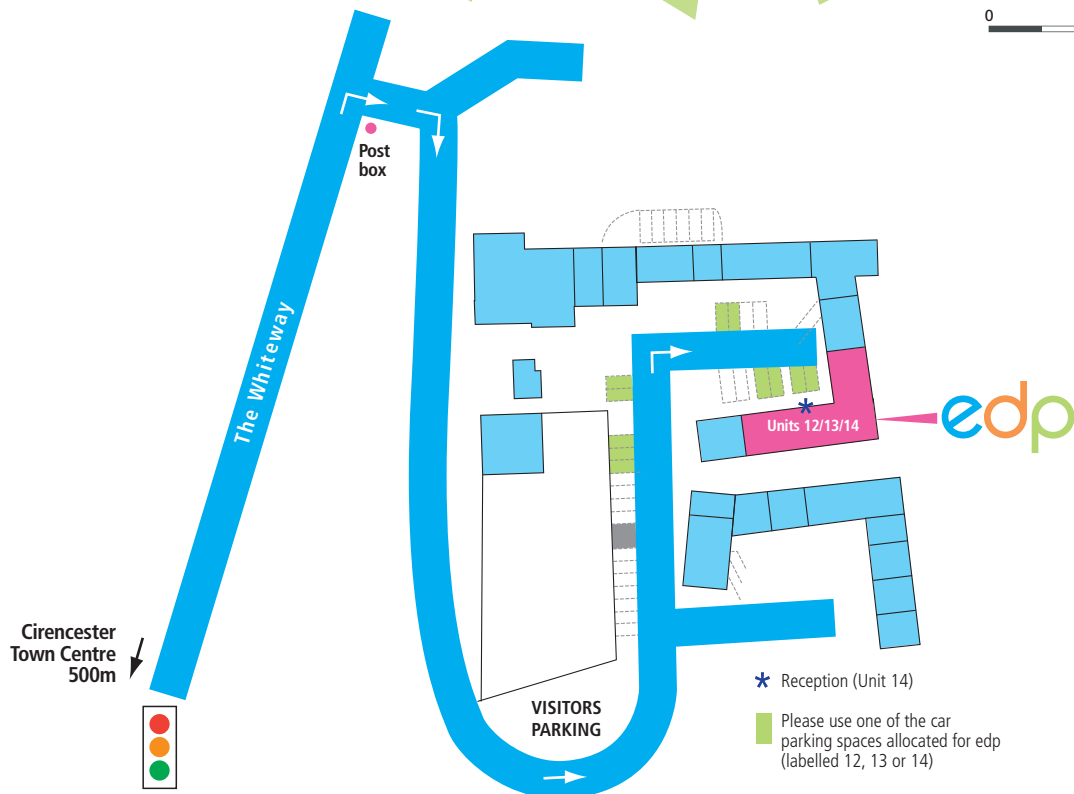 0
Post
box
The Whiteway
edp
Units 12/13/14
Cirencester
Town Centre
500m
VISITORS
PARKING
* Reception (Unit 14)
Please use one of the car
parking spaces allocated for edp
(labelled 12, 13 or 14)